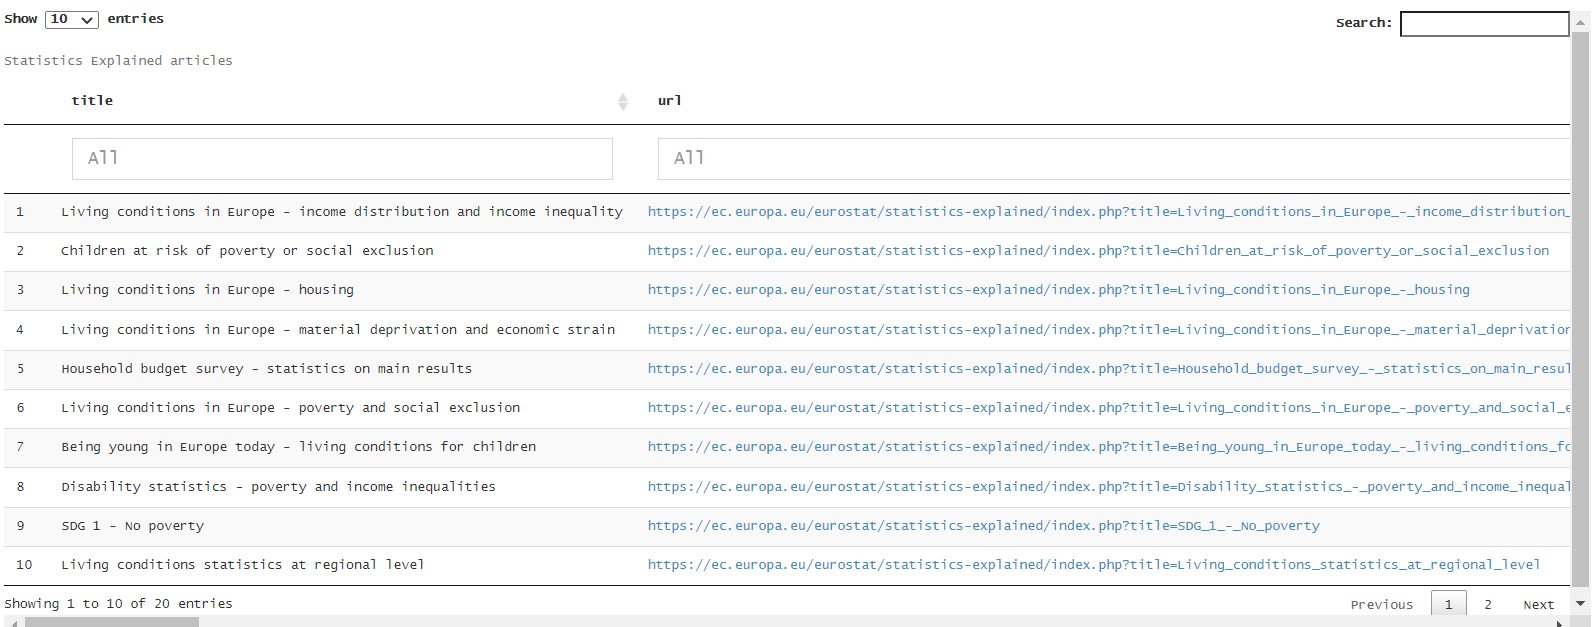 Show 10 entries Search:
Statistics Explained articles
title url
All All
1 Living conditions in Europe - income distribution and income inequality https://ec.europa.eu/eurostat/statistics-explained/index.php?title=Living_conditions_in_Europe_-_income_distribution_
2 Children at risk of poverty or social exclusion https://ec.europa.eu/eurostat/statistics-explained/index.php?title=Children_at_risk_of_poverty_or_social_exclusion
3 Living conditions in Europe - housing https://ec.europa.eu/eurostat/statistics-explained/index.php?title=Living_conditions_in_Europe_-_housing
4 Living conditions in Europe - material deprivation and economic strain https://ec.europa.eu/eurostat/statistics-explained/index.php?title=Living_conditions_in_Europe_-_material_deprivation
5 Household budget survey - statistics on main results https://ec.europa.eu/eurostat/statistics-explained/index.php?title=Household_budget_survey_-_statistics_on_main_resul
6 Living conditions in Europe - poverty and social exclusion https://ec.europa.eu/eurostat/statistics-explained/index.php?title=Living_conditions_in_Europe_-_poverty_and_social_e
7 Being young in Europe today - living conditions for children https://ec.europa.eu/eurostat/statistics-explained/index.php?title=Being_young_in_Europe_today_-_living_conditions_fo
8 Disability statistics - poverty and income inequalities https://ec.europa.eu/eurostat/statistics-explained/index.php?title=Disability_statistics_-_poverty_and_income_inequal
9 SDG 1 - No poverty https://ec.europa.eu/eurostat/statistics-explained/index.php?title=SDG_1_-_No_poverty
10 Living conditions statistics at regional level https://ec.europa.eu/eurostat/statistics-explained/index.php?title=Living_conditions_statistics_at_regional_level
Showing 1 to 10 of 20 entries Previous 1 2 Next